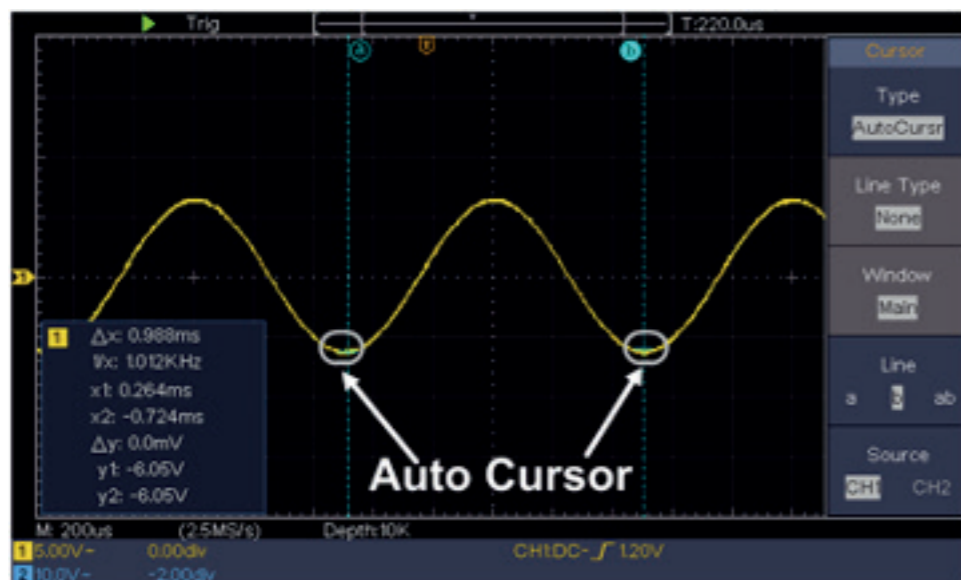 Trig
T:220.0us
a
b
Cursor
Type
AutoCursr
Line Type
None
Window
Main
Line
a b ab
Source
CH1 CH2
1
Δx: 0.988ms
1/x: 1.012KHz
x1: 0.264ms
x2: -0.724ms
Δy: 0.0mV
y1: -6.05V
y2: -6.05V
Auto Cursor
M: 200us (2.5MS/s) Depth:10K
1 5.00V~ 0.00div CH1:DC- 1.20V
2 10.0V~ -2.00div